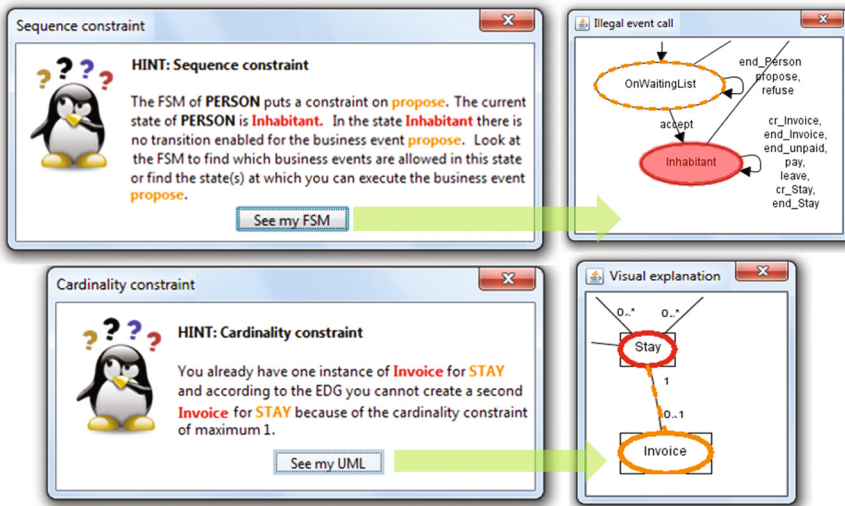 Sequence constraint
HINT: Sequence constraint
The FSM of PERSON puts a constraint on propose. The current
state of PERSON is Inhabitant. In the state Inhabitant there is
no transition enabled for the business event propose. Look at
the FSM to find which business events are allowed in this state
or find the state(s) at which you can execute the business event
propose.
See my FSM
Illegal event call
end_Person
propose,
refuse
OnWaitingList
accept
Inhabitant
cr_Invoice,
end_Invoice,
end_unpaid,
pay,
leave,
cr_Stay,
end_Stay
Cardinality constraint
HINT: Cardinality constraint
You already have one instance of Invoice for STAY
and according to the EDG you cannot create a second
Invoice for STAY because of the cardinality constraint
of maximum 1.
See my UML
Visual explanation
0..* 0..*
Stay
1
0..1
Invoice